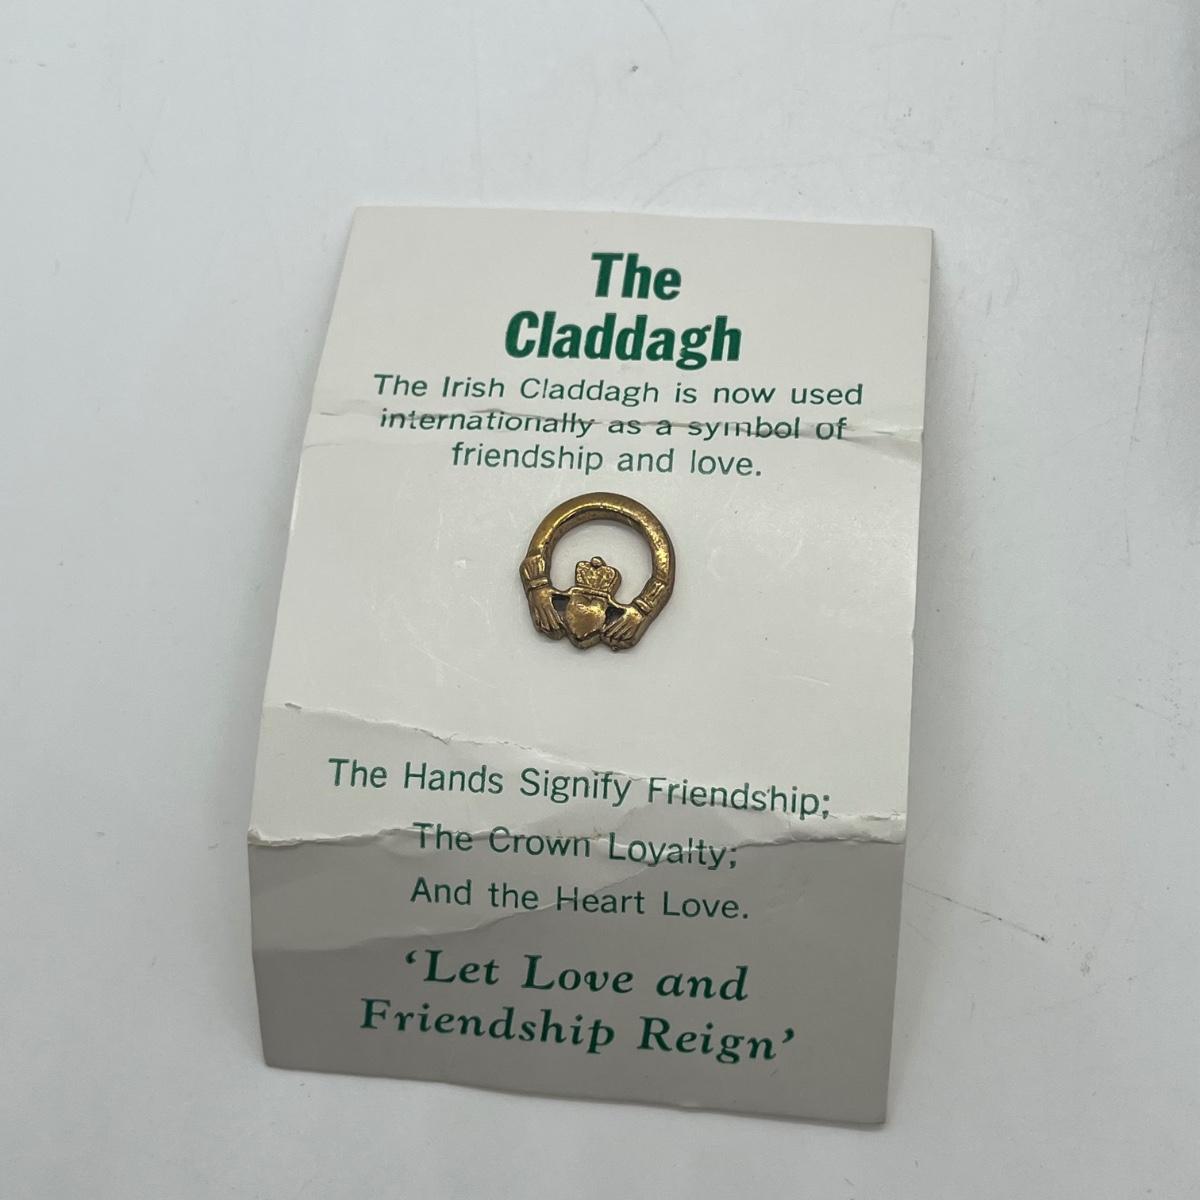 The
Claddagh
The Irish Claddagh is now used
internationally as a symbol of
friendship and love.
The Hands Signify Friendship;
The Crown Loyalty;
And the Heart Love.
‘Let Love and
Friendship Reign’